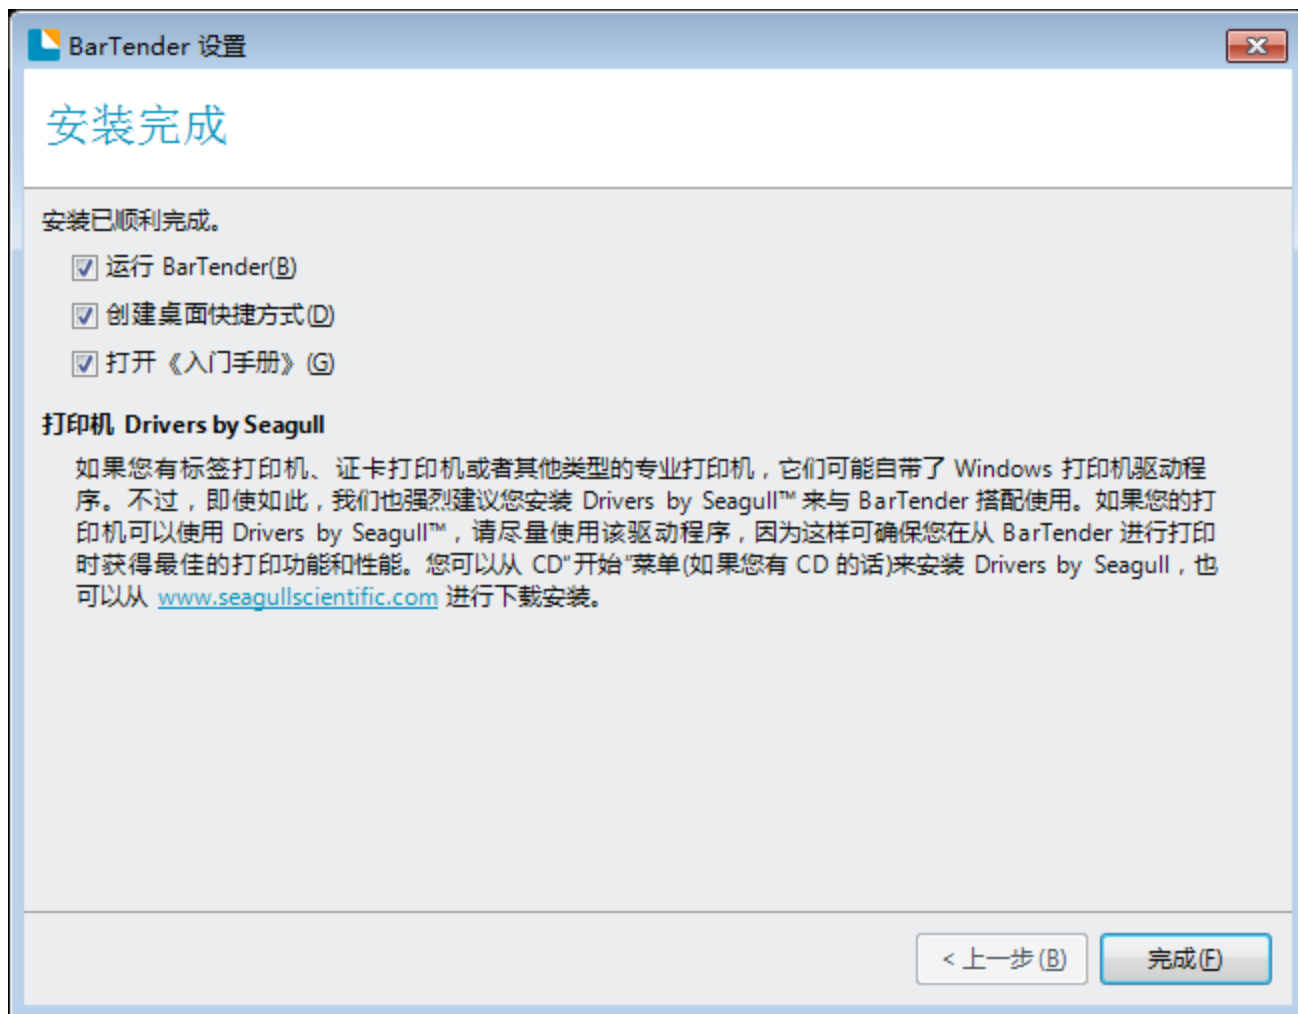 BarTender 设置
安装完成
安装已顺利完成。
运行 BarTender(B)
创建桌面快捷方式(D)
打开《入门手册》(G)
打印机 Drivers by Seagull
如果您有标签打印机、证卡打印机或者其他类型的专业打印机，它们可能自带了 Windows 打印机驱动程
序。不过，即使如此，我们也强烈建议您安装 Drivers by Seagull™ 来与 BarTender 搭配使用。如果您的打
印机可以使用 Drivers by Seagull™，请尽量使用该驱动程序，因为这样可确保您在从 BarTender 进行打印
时获得最佳的打印功能和性能。您可以从 CD"开始"菜单(如果您有 CD 的话)来安装 Drivers by Seagull，也
可以从 www.seagullscientific.com 进行下载安装。
< 上一步(B)
完成(F)